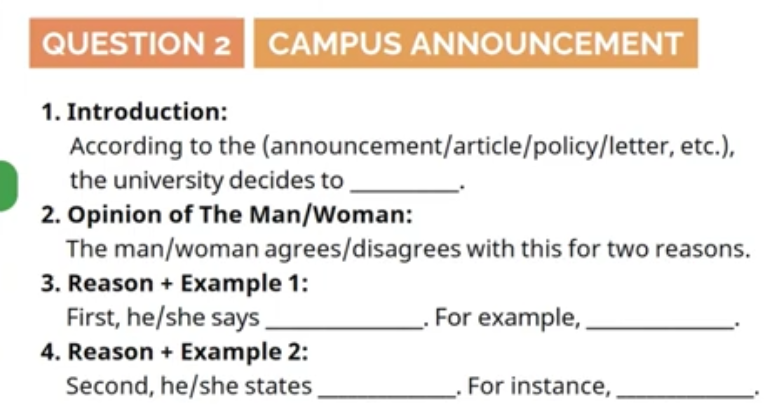 QUESTION 2 CAMPUS ANNOUNCEMENT
1. Introduction:
According to the (announcement/article/policy/letter, etc.),
the university decides to _________.
2. Opinion of The Man/Woman:
The man/woman agrees/disagrees with this for two reasons.
3. Reason + Example 1:
First, he/she says _____________. For example, ____________.
4. Reason + Example 2:
Second, he/she states ___________. For instance, ___________.